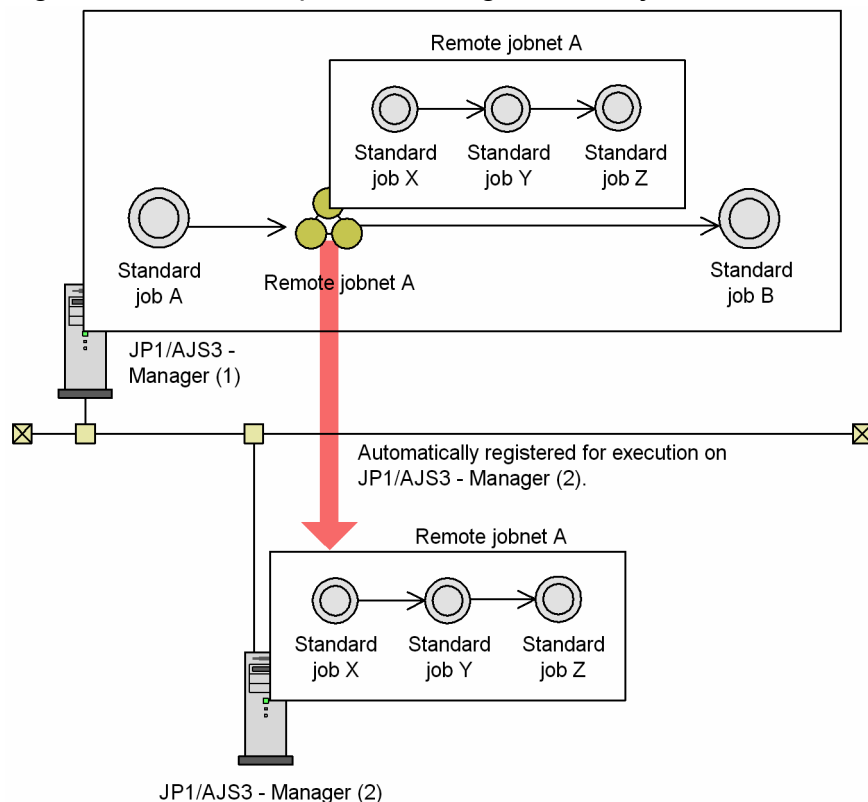 Remote jobnet A
Standard
job X
Standard
job Y
Standard
job Z
Standard
job A
Remote jobnet A
Standard
job B
JP1/AJS3 -
Manager (1)
Automatically registered for execution on
JP1/AJS3 - Manager (2).
Remote jobnet A
Standard
job X
Standard
job Y
Standard
job Z
JP1/AJS3 - Manager (2)